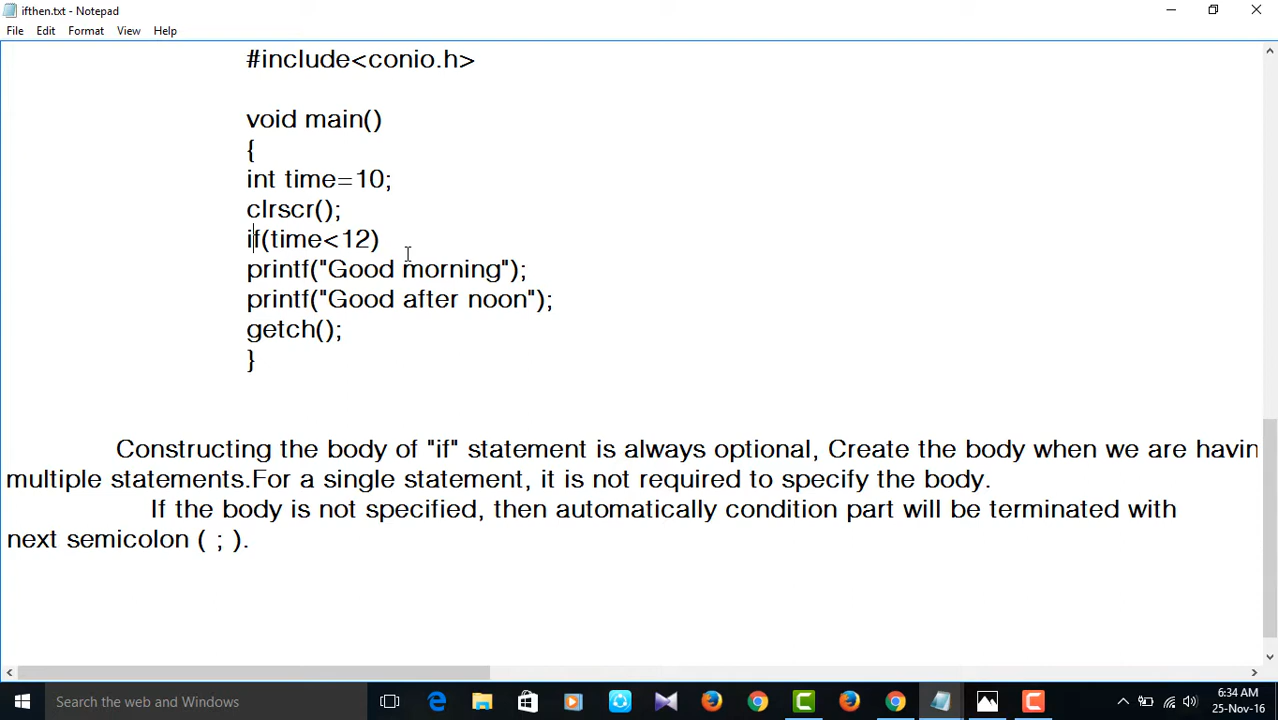 ifthen.txt - Notepad
File Edit Format View Help
#include<conio.h>
void main()
{
int time=10;
clrscr();
if(time<12)
printf("Good morning");
printf("Good after noon");
getch();
}
Constructing the body of "if" statement is always optional, Create the body when we are havin
multiple statements.For a single statement, it is not required to specify the body.
If the body is not specified, then automatically condition part will be terminated with
next semicolon ( ; ).
Search the web and Windows
6:34 AM
25-Nov-16